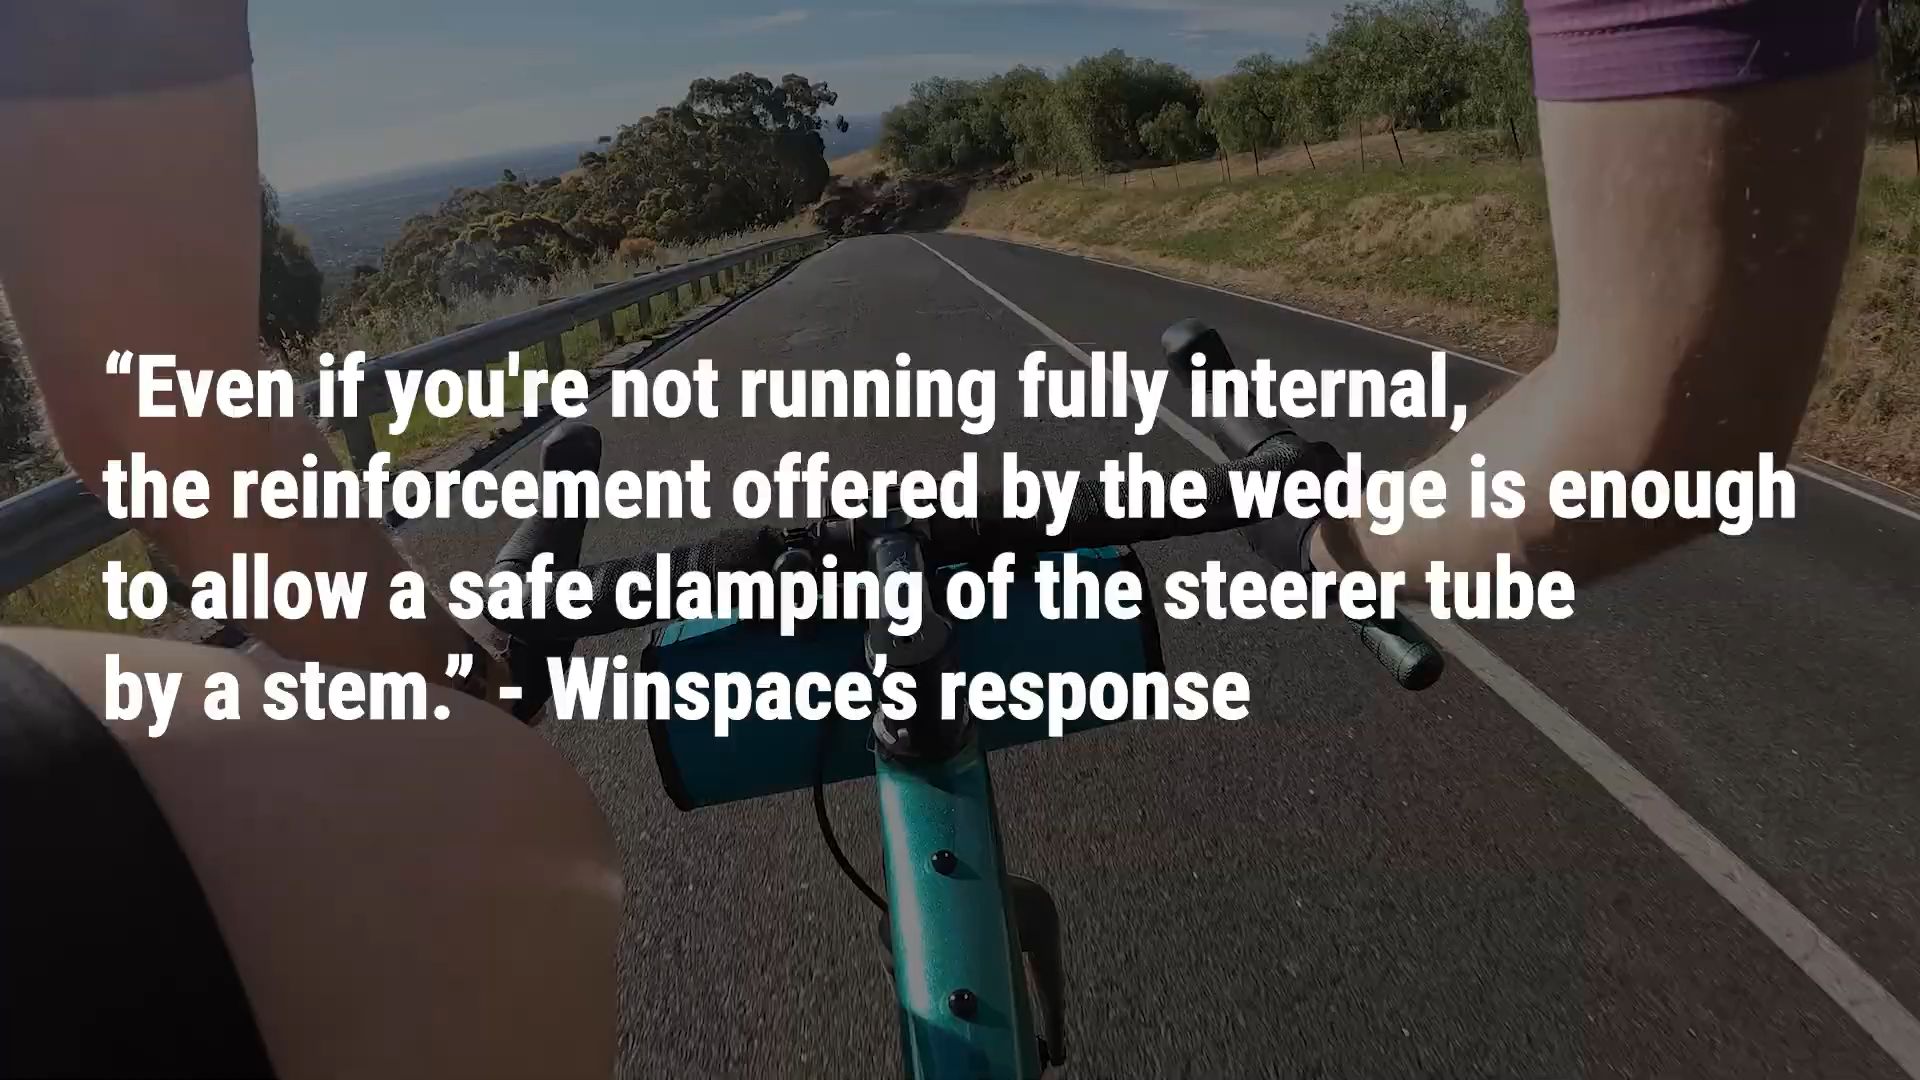 “Even if you're not running fully internal,
the reinforcement offered by the wedge is enough
to allow a safe clamping of the steerer tube
by a stem.” - Winspace’s response